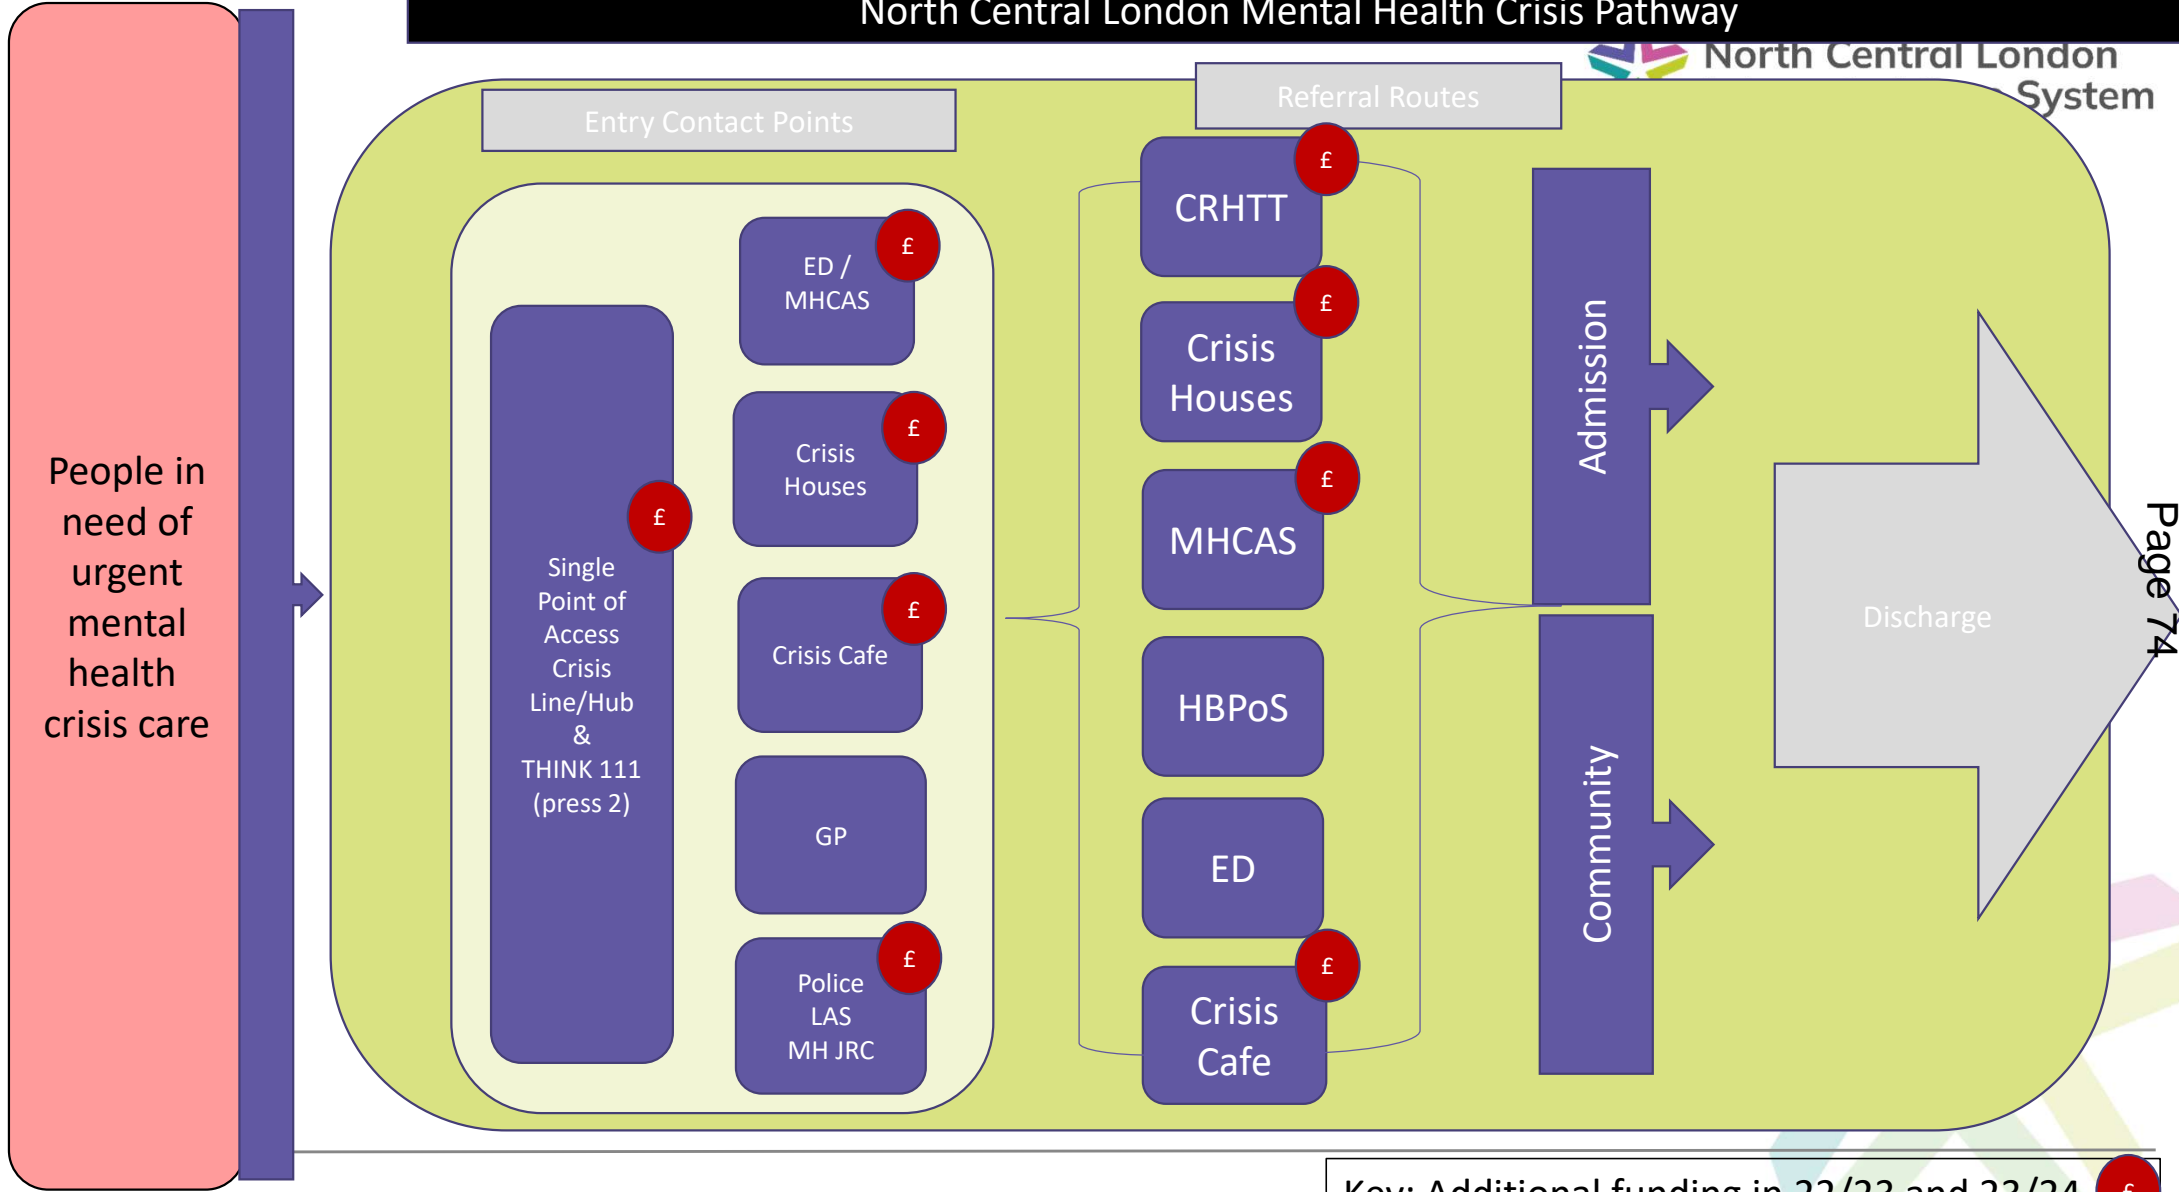 North Central London Mental Health Crisis Pathway
North Central London
System
People in
need of
urgent
mental
health
crisis care
Entry Contact Points
Single
Point of
Access
Crisis
Line/Hub
&
THINK 111
(press 2)
£
ED /
MHCAS
£
Crisis
Houses
£
Crisis Cafe
£
GP
Police
LAS
MH JRC
£
Referral Routes
CRHTT
£
Crisis
Houses
£
MHCAS
£
HBPoS
ED
Crisis
Cafe
£
Admission
Community
Discharge
Page 74
Key: Additional funding in 22/23 and 23/24
£